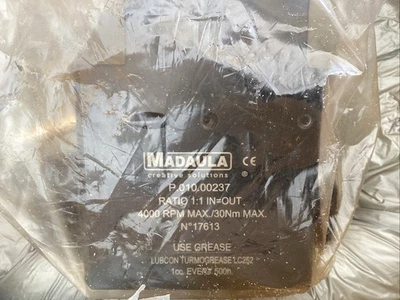 MADAULA
creative solutions
CE
P.010.00237
RATIO 1:1 IN=OUT
4000 RPM MAX./30Nm MAX.
N°17613
USE GREASE
LUBCON TURMOGREASE LC252
1cc. EVERY 500h.